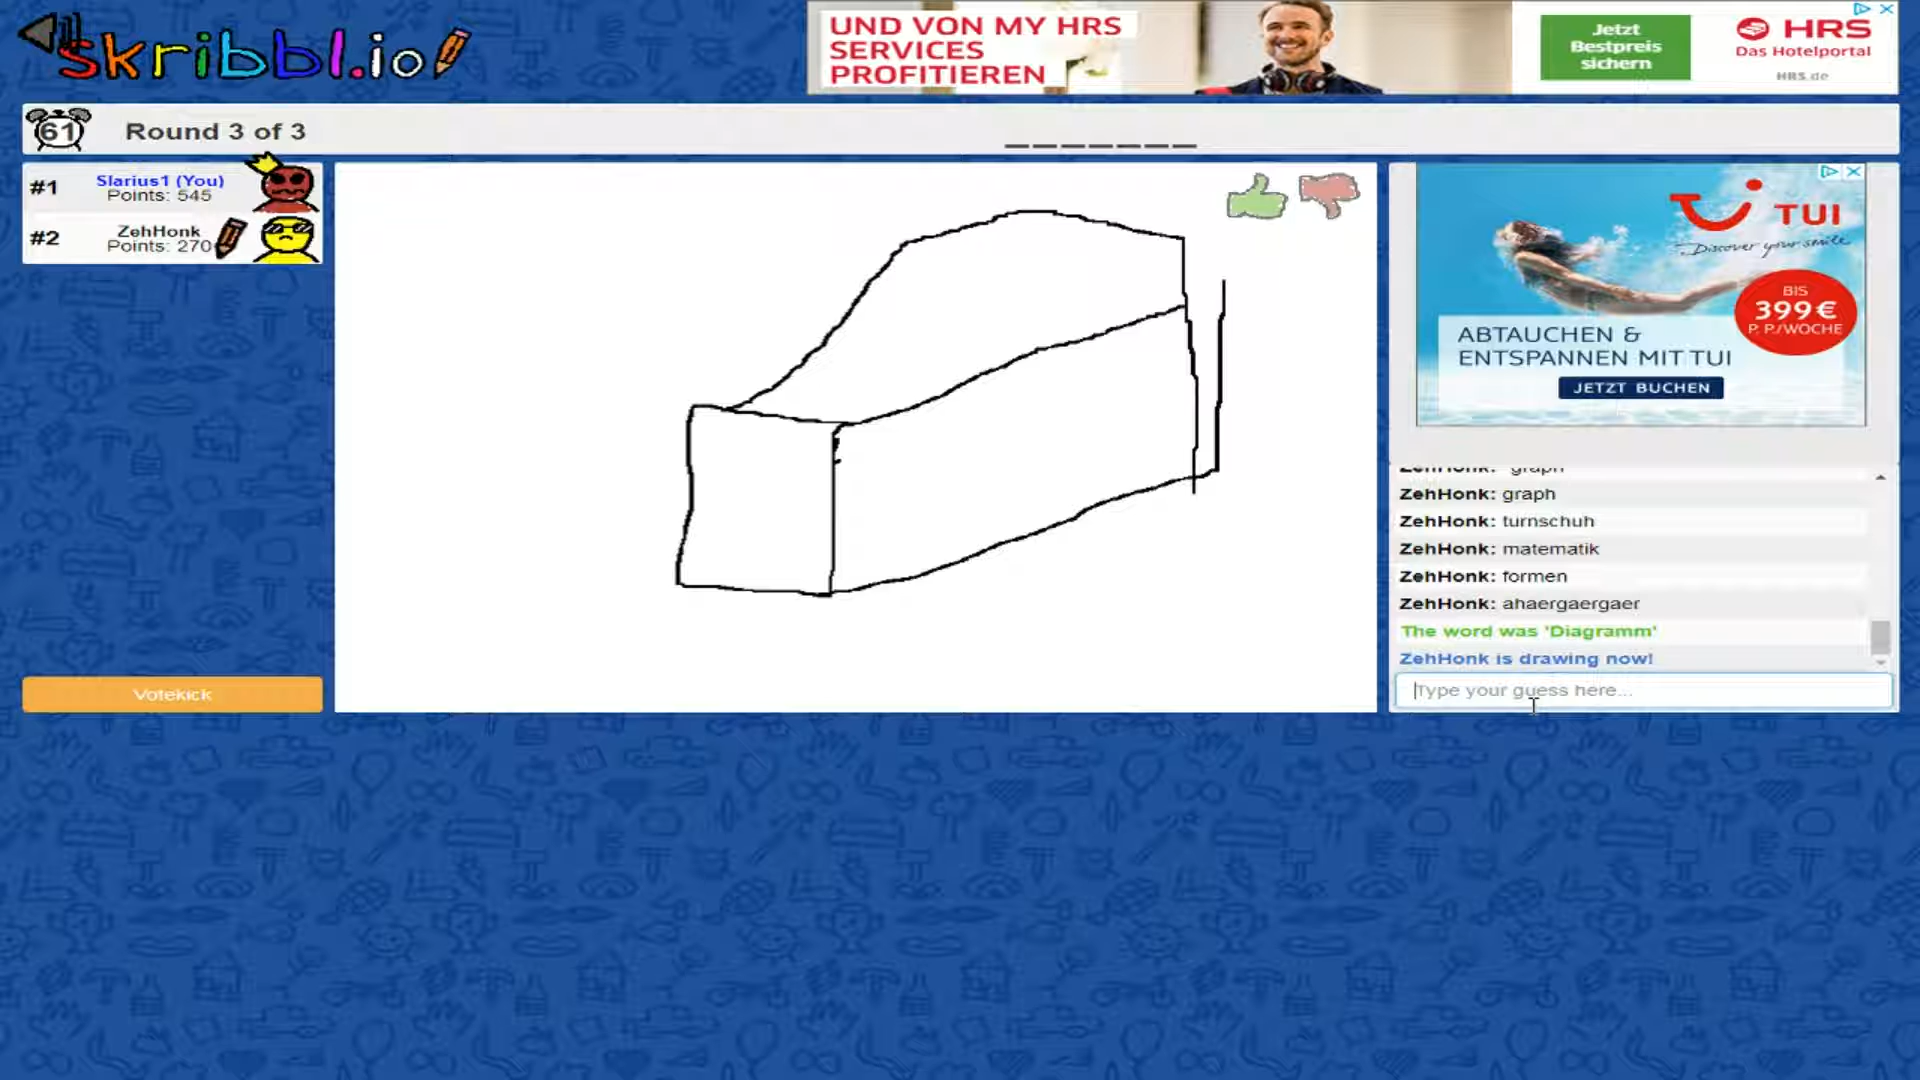 skribbl.io
UND VON MY HRS
SERVICES
PROFITIEREN
Jetzt
Bestpreis
sichern
HRS
Das Hotelportal
HRS.de
61
Round 3 of 3
_ _ _ _ _ _ _
#1
Slarius1 (You)
Points: 545
#2
ZehHonk
Points: 270
Votekick
TUI
Discover your smile
BIS
399 €
P. P./WOCHE
ABTAUCHEN &
ENTSPANNEN MIT TUI
JETZT BUCHEN
ZehHonk: graph
ZehHonk: graph
ZehHonk: turnschuh
ZehHonk: matematik
ZehHonk: formen
ZehHonk: ahaergaergaer
The word was 'Diagramm'
ZehHonk is drawing now!
Type your guess here...